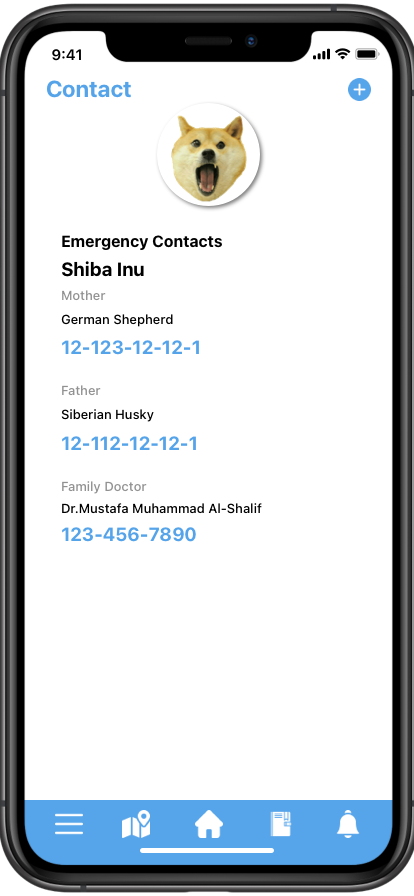 9:41
Contact
Emergency Contacts
Shiba Inu
Mother
German Shepherd
12-123-12-12-1
Father
Siberian Husky
12-112-12-12-1
Family Doctor
Dr.Mustafa Muhammad Al-Shalif
123-456-7890